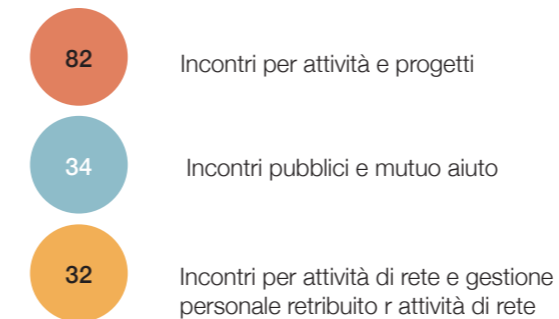 82
Incontri per attività e progetti
34
Incontri pubblici e mutuo aiuto
32
Incontri per attività di rete e gestione
personale retribuito r attività di rete